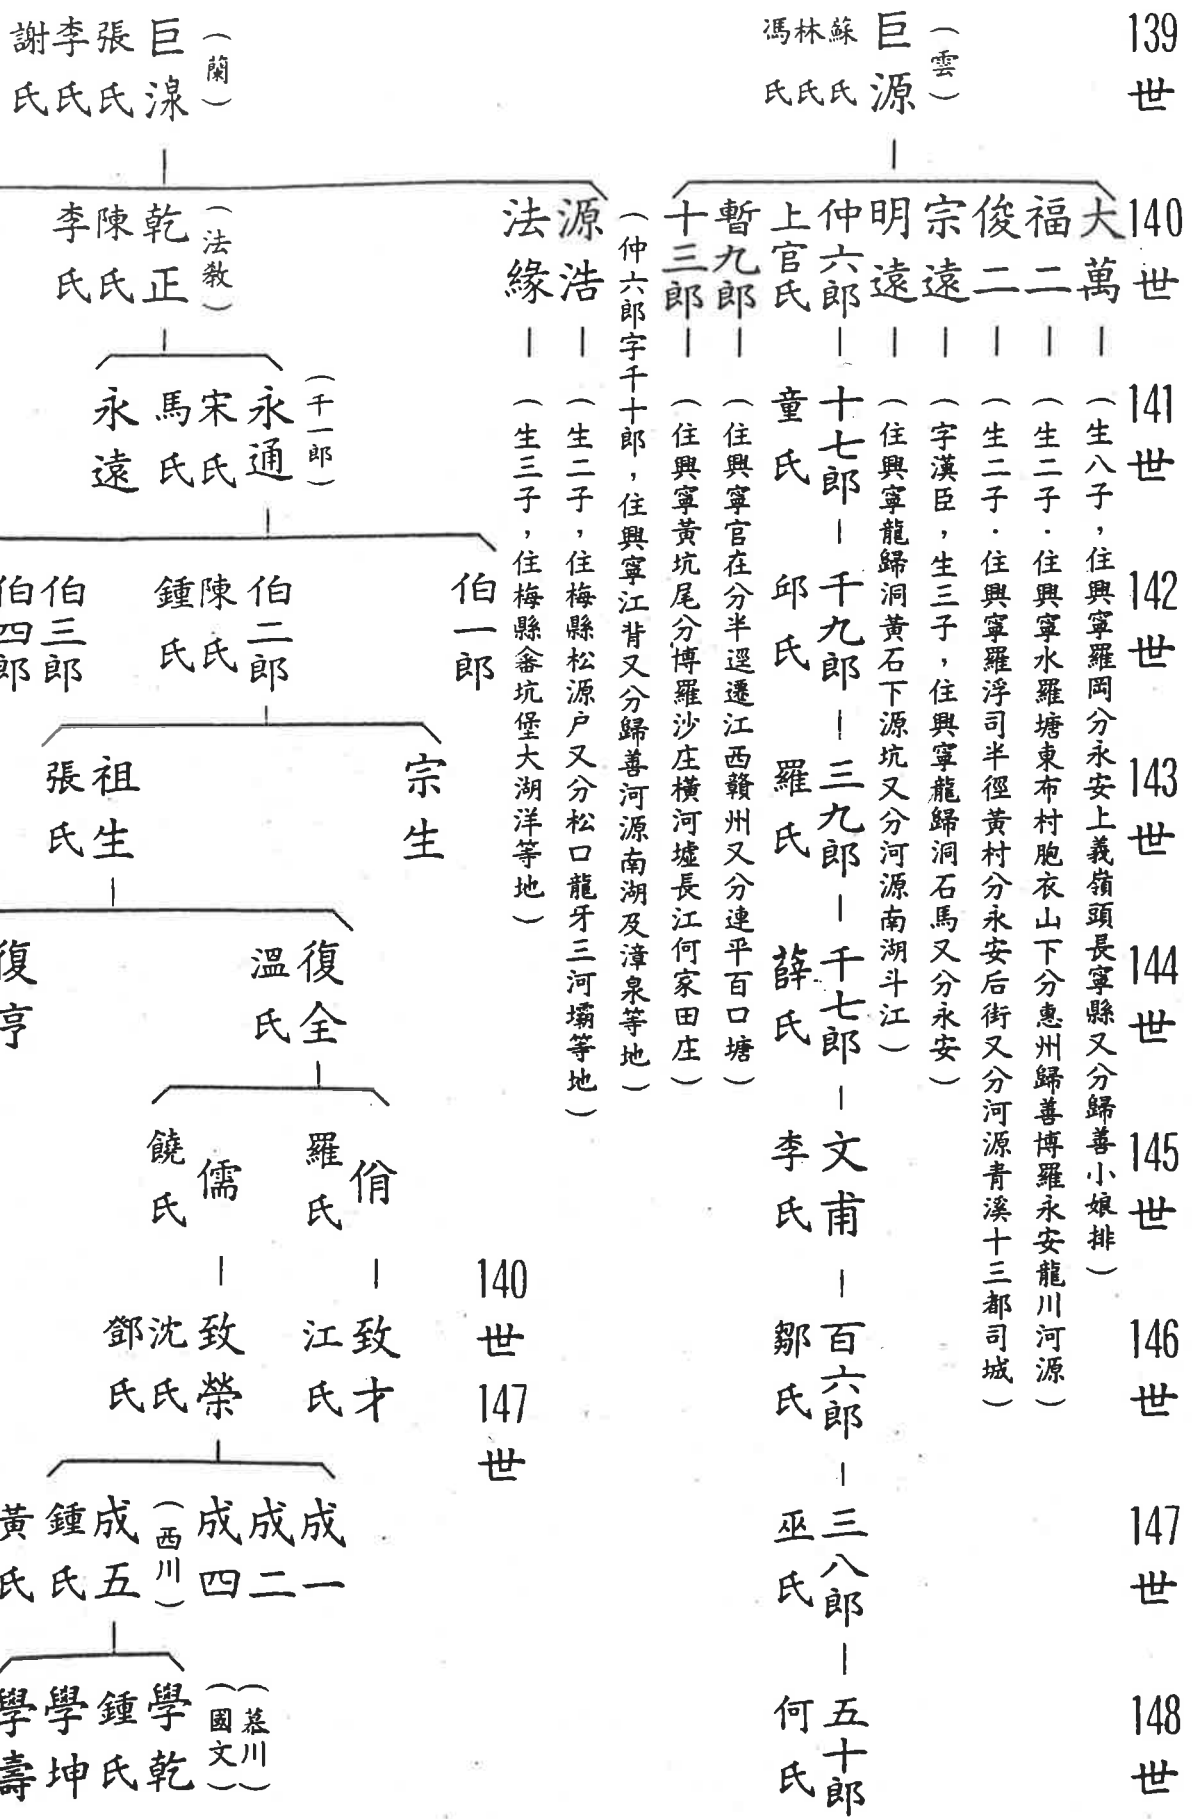 139世
140世
141世
142世
143世
144世
145世
146世
147世
148世
（雲）
巨源
蘇氏
林氏
馮氏
大萬
（生八子，住興寧羅岡分永安上義嶺頭長寧縣又分歸善小娘排）
福二
（生二子．住興寧水羅塘東布村胞衣山下分惠州歸善博羅永安龍川河源）
俊二
（生二子．住興寧羅浮司半徑黃村分永安后街又分河源青溪十三都司城）
宗遠
（字漢臣，生三子，住興寧龍歸洞石馬又分永安）
明遠
（住興寧龍歸洞黃石下源坑又分河源南湖斗江）
仲六郎
上官氏
十七郎
童氏
千九郎
邱氏
三九郎
羅氏
千七郎
薛氏
文甫
李氏
百六郎
鄒氏
三八郎
巫氏
五十郎
何氏
暫九郎
（住興寧官在分半逕遷江西贛州又分連平百口塘）
十三郎
（住興寧黃坑尾分博羅沙庄橫河墟長江何家田庄）
（仲六郎字千十郎，住興寧江背又分歸善河源南湖及漳泉等地）
源浩
（生二子，住梅縣松源户又分松口龍牙三河壩等地）
法緣
（生三子，住梅縣畲坑堡大湖洋等地）
140世
147世
（蘭）
巨湶
張氏
李氏
謝氏
（法教）
乾正
陳氏
李氏
（千一郎）
永通
宋氏
馬氏
永遠
伯一郎
伯二郎
陳氏
鍾氏
伯三郎
伯四郎
宗生
祖生
張氏
復全
溫氏
復亨
佾
羅氏
儒
饒氏
致才
江氏
致榮
沈氏
鄧氏
成一
成二
成四
（西川）
成五
鍾氏
黃氏
（慕川）
（國文）
學乾
鍾氏
學坤
學壽